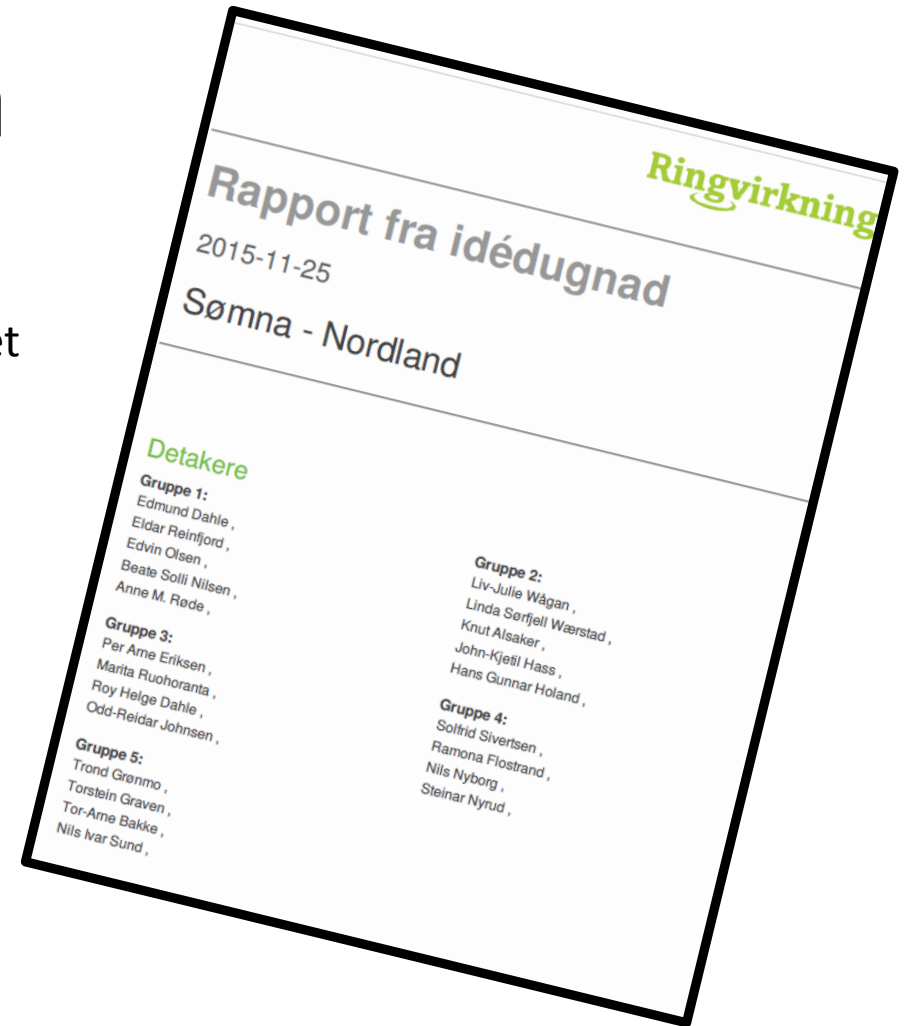 et
Ringvirkning
Rapport fra idédugnad
2015-11-25
Sømna - Nordland
Detakere
Gruppe 1:
Edmund Dahle ,
Eldar Reinfjord ,
Edvin Olsen ,
Beate Solli Nilsen ,
Anne M. Røde ,
Gruppe 2:
Liv-Julie Wågan ,
Linda Sørfjell Wærstad ,
Knut Alsaker ,
John-Kjetil Hass ,
Hans Gunnar Holand ,
Gruppe 3:
Per Arne Eriksen ,
Marita Ruohoranta ,
Roy Helge Dahle ,
Odd-Reidar Johnsen ,
Gruppe 4:
Solfrid Sivertsen ,
Ramona Flostrand ,
Nils Nyborg ,
Steinar Nyrud ,
Gruppe 5:
Trond Grønmo ,
Torstein Graven ,
Tor-Arne Bakke ,
Nils Ivar Sund ,